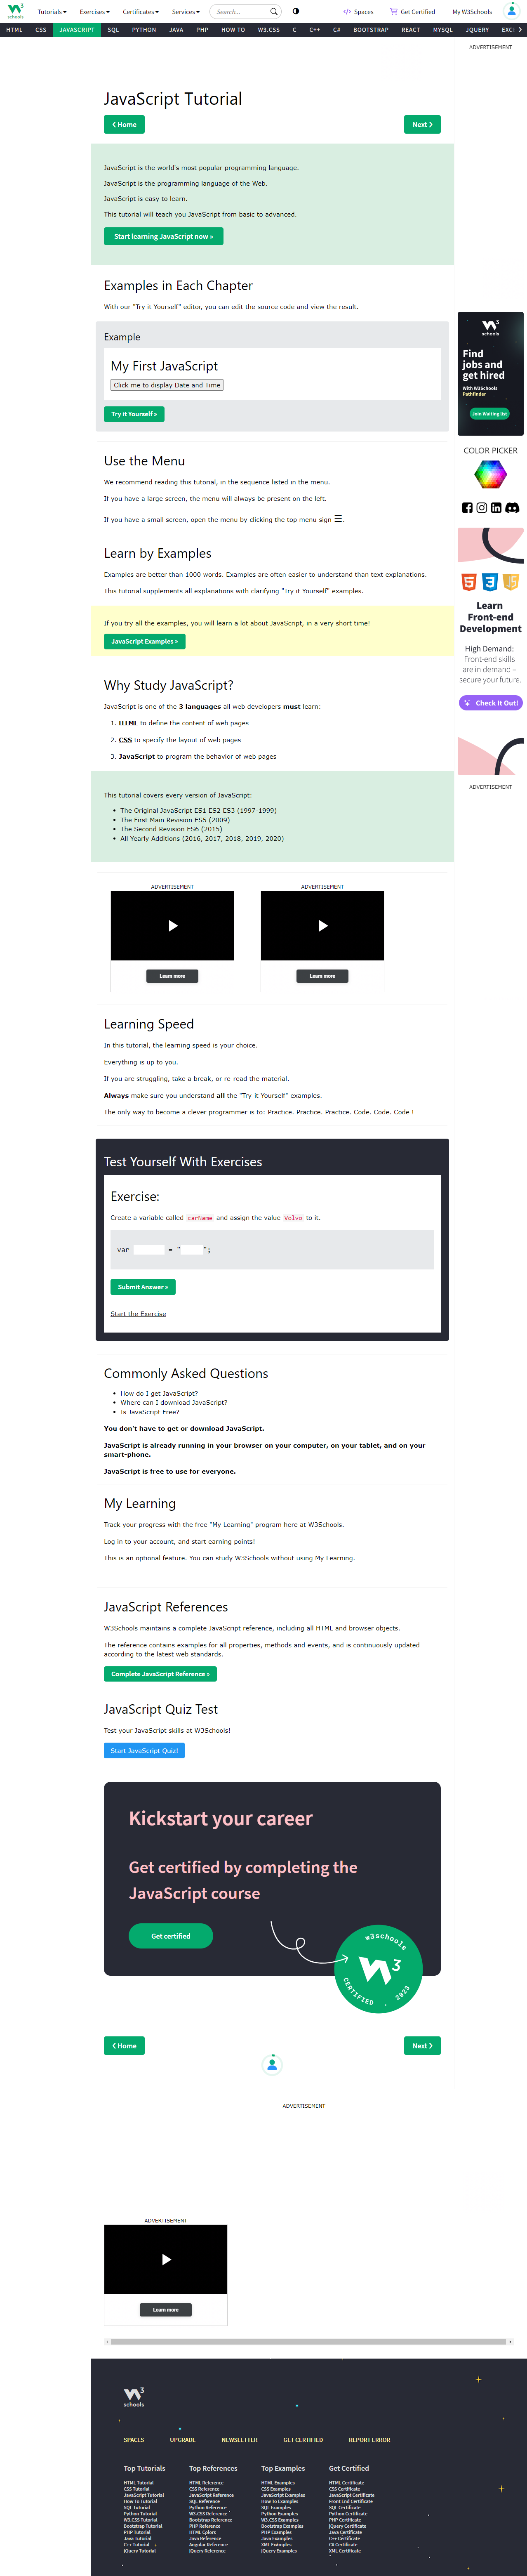 3
schools
Tutorials Exercises Certificates Services Search... Spaces Get Certified My W3Schools
HTML CSS JAVASCRIPT SQL PYTHON JAVA PHP HOW TO W3.CSS C C++ C# BOOTSTRAP REACT MYSQL JQUERY EXC
ADVERTISEMENT
JavaScript Tutorial
❮ Home Next ❯
JavaScript is the world's most popular programming language.
JavaScript is the programming language of the Web.
JavaScript is easy to learn.
This tutorial will teach you JavaScript from basic to advanced.
Start learning JavaScript now »
Examples in Each Chapter
With our "Try it Yourself" editor, you can edit the source code and view the result.
Example
My First JavaScript
Click me to display Date and Time
Try it Yourself »
3
schools
Find
jobs and
get hired
With W3Schools
Pathfinder
Join Waiting list
COLOR PICKER
Use the Menu
We recommend reading this tutorial, in the sequence listed in the menu.
If you have a large screen, the menu will always be present on the left.
If you have a small screen, open the menu by clicking the top menu sign ☰.
Learn by Examples
Examples are better than 1000 words. Examples are often easier to understand than text explanations.
This tutorial supplements all explanations with clarifying "Try it Yourself" examples.
If you try all the examples, you will learn a lot about JavaScript, in a very short time!
JavaScript Examples »
5 3 JS
Learn
Front-end
Development
High Demand:
Front-end skills
are in demand –
secure your future.
Check It Out!
ADVERTISEMENT
Why Study JavaScript?
JavaScript is one of the 3 languages all web developers must learn:
1. HTML to define the content of web pages
2. CSS to specify the layout of web pages
3. JavaScript to program the behavior of web pages
This tutorial covers every version of JavaScript:
• The Original JavaScript ES1 ES2 ES3 (1997-1999)
• The First Main Revision ES5 (2009)
• The Second Revision ES6 (2015)
• All Yearly Additions (2016, 2017, 2018, 2019, 2020)
ADVERTISEMENT ADVERTISEMENT
Learn more Learn more
Learning Speed
In this tutorial, the learning speed is your choice.
Everything is up to you.
If you are struggling, take a break, or re-read the material.
Always make sure you understand all the "Try-it-Yourself" examples.
The only way to become a clever programmer is to: Practice. Practice. Practice. Code. Code. Code !
Test Yourself With Exercises
Exercise:
Create a variable called carName and assign the value Volvo to it.
var = " ";
Submit Answer »
Start the Exercise
Commonly Asked Questions
• How do I get JavaScript?
• Where can I download JavaScript?
• Is JavaScript Free?
You don't have to get or download JavaScript.
JavaScript is already running in your browser on your computer, on your tablet, and on your
smart-phone.
JavaScript is free to use for everyone.
My Learning
Track your progress with the free "My Learning" program here at W3Schools.
Log in to your account, and start earning points!
This is an optional feature. You can study W3Schools without using My Learning.
JavaScript References
W3Schools maintains a complete JavaScript reference, including all HTML and browser objects.
The reference contains examples for all properties, methods and events, and is continuously updated
according to the latest web standards.
Complete JavaScript Reference »
JavaScript Quiz Test
Test your JavaScript skills at W3Schools!
Start JavaScript Quiz!
Kickstart your career
Get certified by completing the
JavaScript course
Get certified
w3schools
3
CERTIFIED . 2023
❮ Home Next ❯
ADVERTISEMENT
ADVERTISEMENT
Learn more
3
schools
SPACES UPGRADE NEWSLETTER GET CERTIFIED REPORT ERROR
Top Tutorials Top References Top Examples Get Certified
HTML Tutorial HTML Reference HTML Examples HTML Certificate
CSS Tutorial CSS Reference CSS Examples CSS Certificate
JavaScript Tutorial JavaScript Reference JavaScript Examples JavaScript Certificate
How To Tutorial SQL Reference How To Examples Front End Certificate
SQL Tutorial Python Reference SQL Examples SQL Certificate
Python Tutorial W3.CSS Reference Python Examples Python Certificate
W3.CSS Tutorial Bootstrap Reference W3.CSS Examples PHP Certificate
Bootstrap Tutorial PHP Reference Bootstrap Examples jQuery Certificate
PHP Tutorial HTML Colors PHP Examples Java Certificate
Java Tutorial Java Reference Java Examples C++ Certificate
C++ Tutorial Angular Reference XML Examples C# Certificate
jQuery Tutorial jQuery Reference jQuery Examples XML Certificate